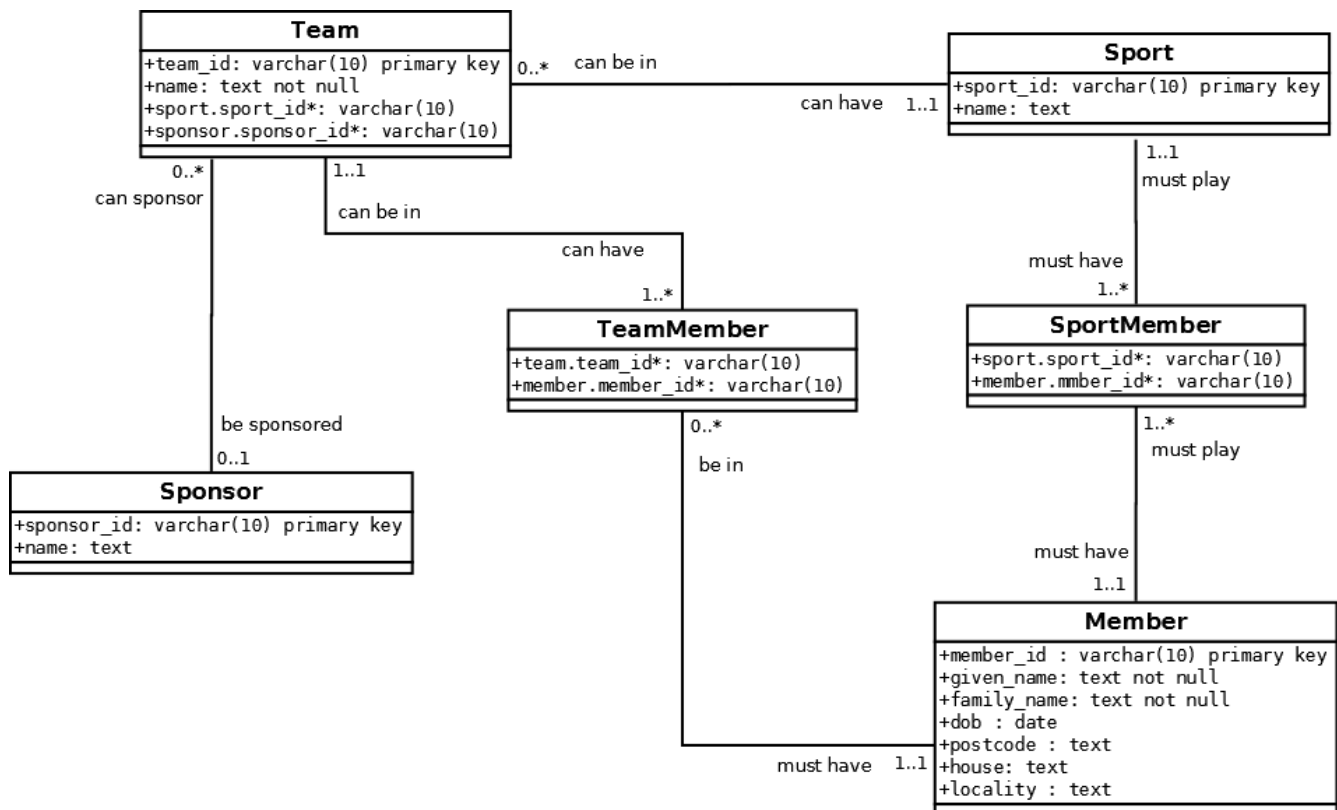 Team
+team_id: varchar(10) primary key
+name: text not null
+sport.sport_id*: varchar(10)
+sponsor.sponsor_id*: varchar(10)
0..*
can be in
can have
1..1
Sport
+sport_id: varchar(10) primary key
+name: text
0..*
can sponsor
1..1
can be in
can have
1..*
1..1
must play
must have
1..*
TeamMember
+team.team_id*: varchar(10)
+member.member_id*: varchar(10)
SportMember
+sport.sport_id*: varchar(10)
+member.mmber_id*: varchar(10)
be sponsored
0..1
0..*
be in
1..*
must play
Sponsor
+sponsor_id: varchar(10) primary key
+name: text
must have
1..1
Member
+member_id : varchar(10) primary key
+given_name: text not null
+family_name: text not null
+dob : date
+postcode : text
+house: text
+locality : text
must have
1..1